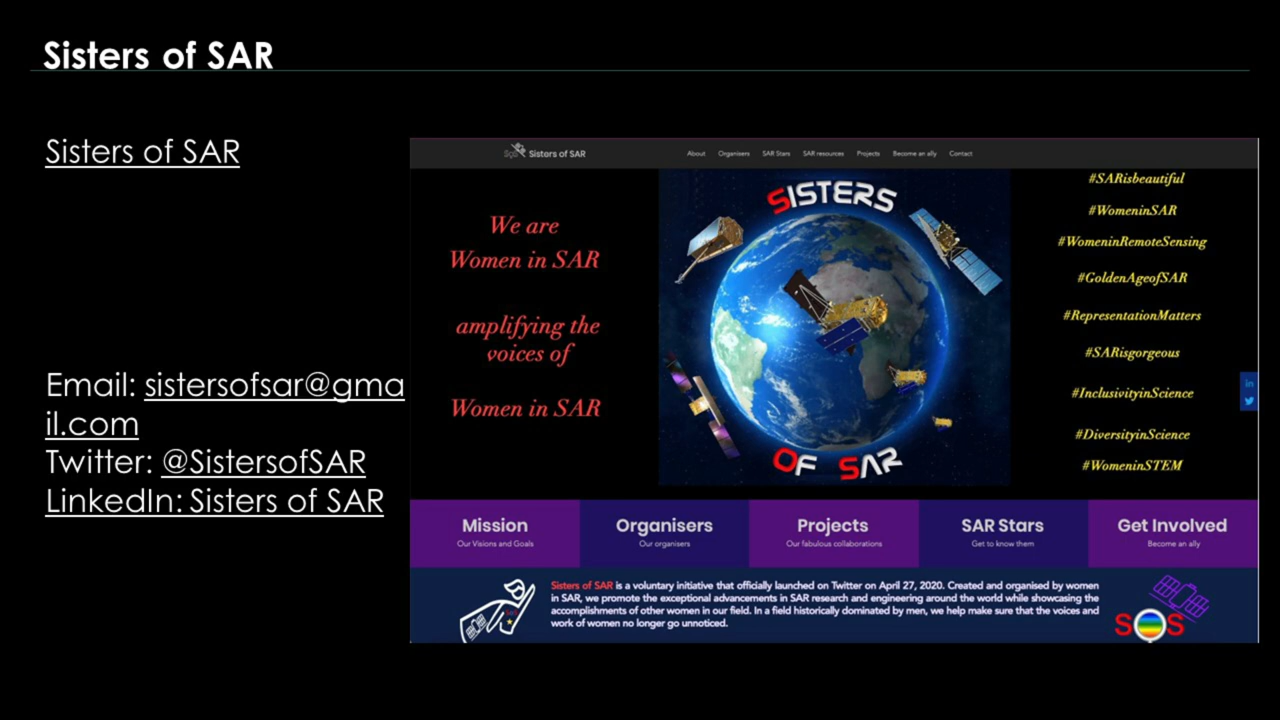 Sisters of SAR
Sisters of SAR
Email: sistersofsar@gma
il.com
Twitter: @SistersofSAR
LinkedIn: Sisters of SAR
Sisters of SAR
About Organisers SAR Stars SAR resources Projects Become an ally Contact
We are
Women in SAR
amplifying the
voices of
Women in SAR
SISTERS
OF SAR
#SARisbeautiful
#WomeninSAR
#WomeninRemoteSensing
#GoldenAgeofSAR
#RepresentationMatters
#SARisgorgeous
#InclusivityinScience
#DiversityinScience
#WomeninSTEM
in
Mission
Our Visions and Goals
Organisers
Our organisers
Projects
Our fabulous collaborations
SAR Stars
Get to know them
Get Involved
Become an ally
Sisters of SAR is a voluntary initiative that officially launched on Twitter on April 27, 2020. Created and organised by women
in SAR, we promote the exceptional advancements in SAR research and engineering around the world while showcasing the
accomplishments of other women in our field. In a field historically dominated by men, we help make sure that the voices and
work of women no longer go unnoticed.
SOS